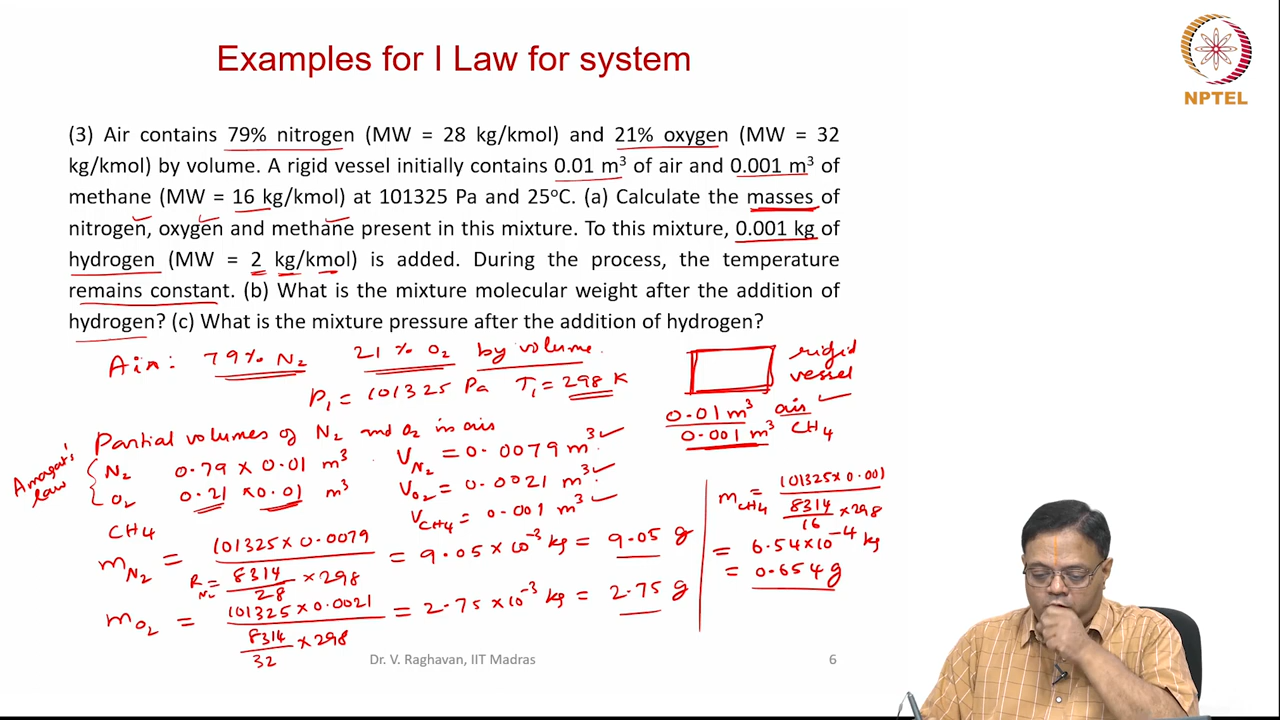 Examples for I Law for system
NPTEL
(3) Air contains 79% nitrogen (MW = 28 kg/kmol) and 21% oxygen (MW = 32
kg/kmol) by volume. A rigid vessel initially contains 0.01 m³ of air and 0.001 m³ of
methane (MW = 16 kg/kmol) at 101325 Pa and 25°C. (a) Calculate the masses of
nitrogen, oxygen and methane present in this mixture. To this mixture, 0.001 kg of
hydrogen (MW = 2 kg/kmol) is added. During the process, the temperature
remains constant. (b) What is the mixture molecular weight after the addition of
hydrogen? (c) What is the mixture pressure after the addition of hydrogen?
Air: 79% N₂ 21% O₂ by volume.
P₁ = 101325 Pa T₁ = 298 K
rigid
vessel
0.01 m³ air
0.001 m³ CH₄
Partial volumes of N₂ and O₂ in air
Amagat's
law
N₂ 0.79 × 0.01 m³ V_N₂ = 0.0079 m³
O₂ 0.21 × 0.01 m³ V_O₂ = 0.0021 m³
CH₄ V_CH₄ = 0.001 m³
m_N₂ = 101325 × 0.0079 / (R_N₂ = 8314/28 × 298) = 9.05 × 10⁻³ kg = 9.05 g
m_O₂ = 101325 × 0.0021 / (8314/32 × 298) = 2.75 × 10⁻³ kg = 2.75 g
m_CH₄ = 101325 × 0.001 / (8314/16 × 298)
= 6.54 × 10⁻⁴ kg
= 0.654 g
Dr. V. Raghavan, IIT Madras 6